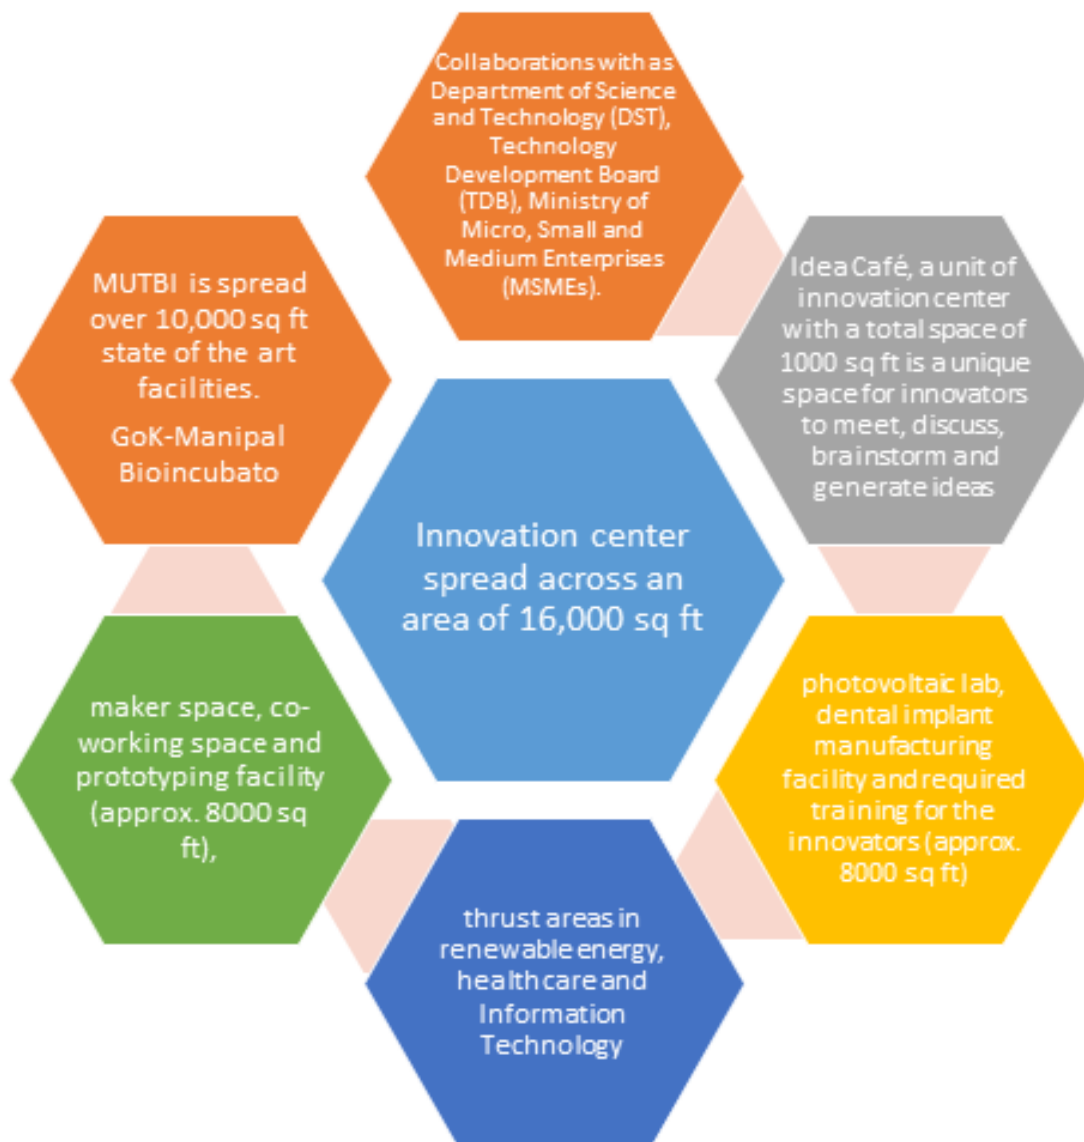 Collaborations with as
Department of Science
and Technology (DST),
Technology
Development Board
(TDB), Ministry of
Micro, Small and
Medium Enterprises
(MSMEs).
Idea Café, a unit of
innovation center
with a total space of
1000 sq ft is a unique
space for innovators
to meet, discuss,
brainstorm and
generate ideas
photovoltaic lab,
dental implant
manufacturing
facility and required
training for the
innovators (approx.
8000 sq ft)
thrust areas in
renewable energy,
healthcare and
Information
Technology
maker space, co-
working space and
prototyping facility
(approx. 8000 sq
ft),
MUTBI is spread
over 10,000 sq ft
state of the art
facilities.
GoK-Manipal
Bioincubato
Innovation center
spread across an
area of 16,000 sq ft